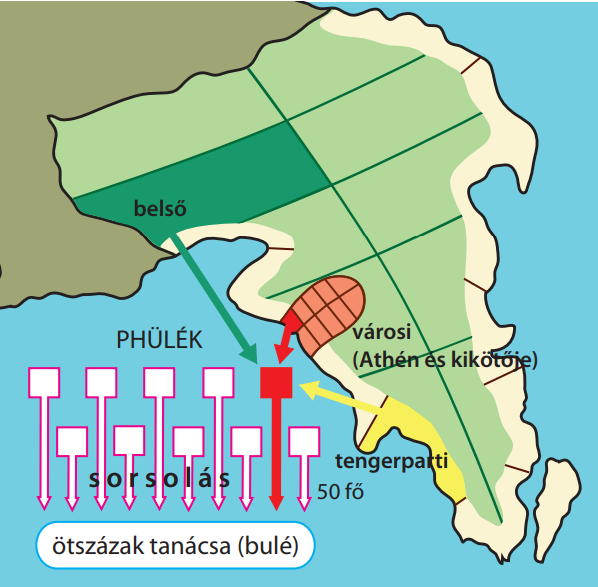 belső
PHÜLÉK
városi
(Athén és kikötője)
tengerparti
sorsolás
50 fő
ötszázak tanácsa (bulé)